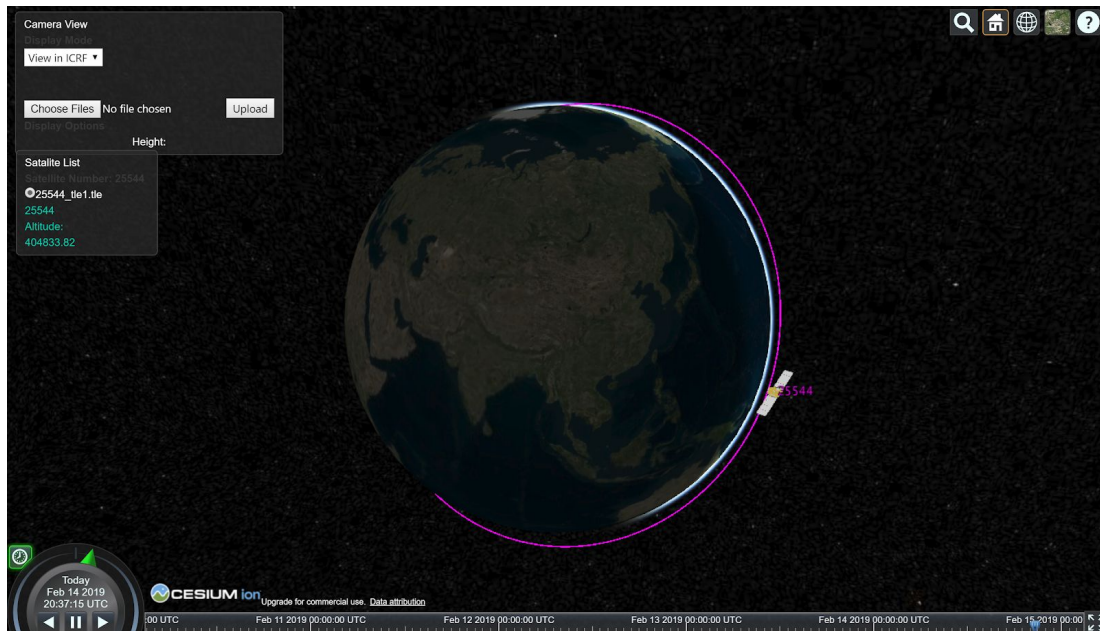 Camera View
Display Mode
View in ICRF
Choose Files No file chosen Upload
Display Options
Height:
Satalite List
Satellite Number: 25544
25544_tle1.tle
25544
Altitude:
404833.82
25544
?
Today
Feb 14 2019
20:37:15 UTC
CESIUM ion Upgrade for commercial use. Data attribution
:00 UTC Feb 11 2019 00:00:00 UTC Feb 12 2019 00:00:00 UTC Feb 13 2019 00:00:00 UTC Feb 14 2019 00:00:00 UTC Feb 15 2019 00:00